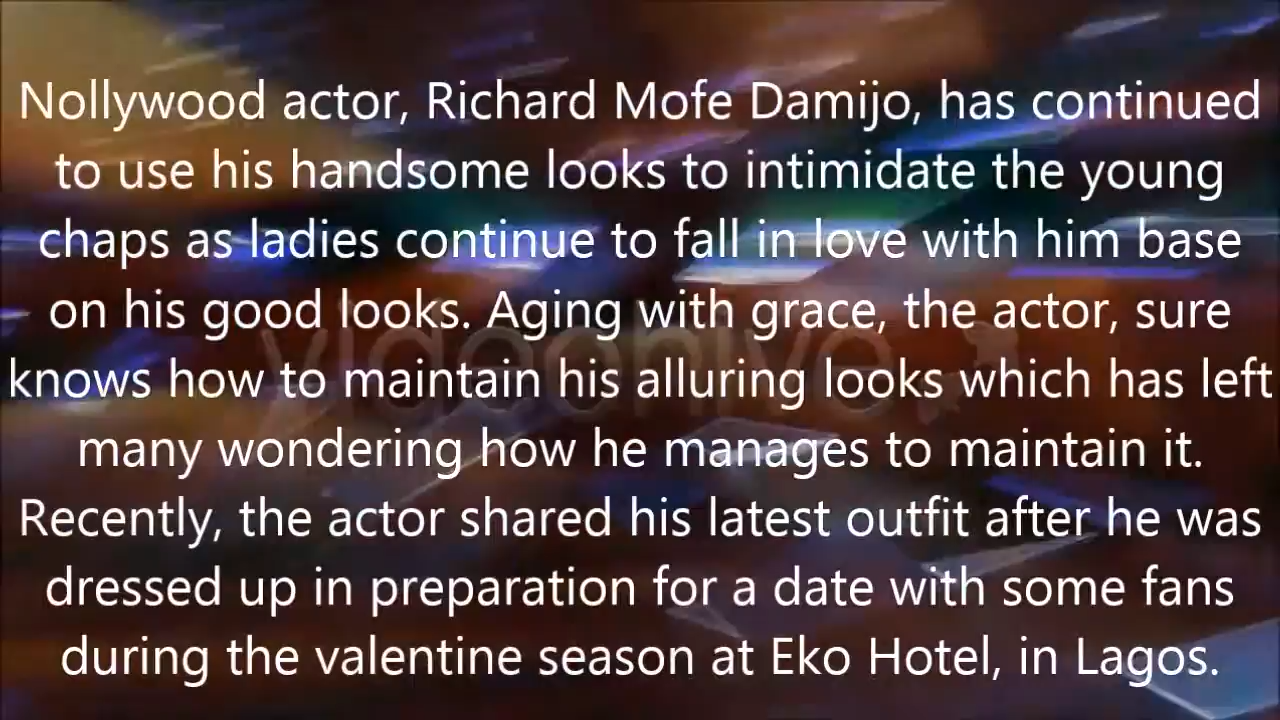 Nollywood actor, Richard Mofe Damijo, has continued
to use his handsome looks to intimidate the young
chaps as ladies continue to fall in love with him base
on his good looks. Aging with grace, the actor, sure
knows how to maintain his alluring looks which has left
many wondering how he manages to maintain it.
Recently, the actor shared his latest outfit after he was
dressed up in preparation for a date with some fans
during the valentine season at Eko Hotel, in Lagos.
videohive